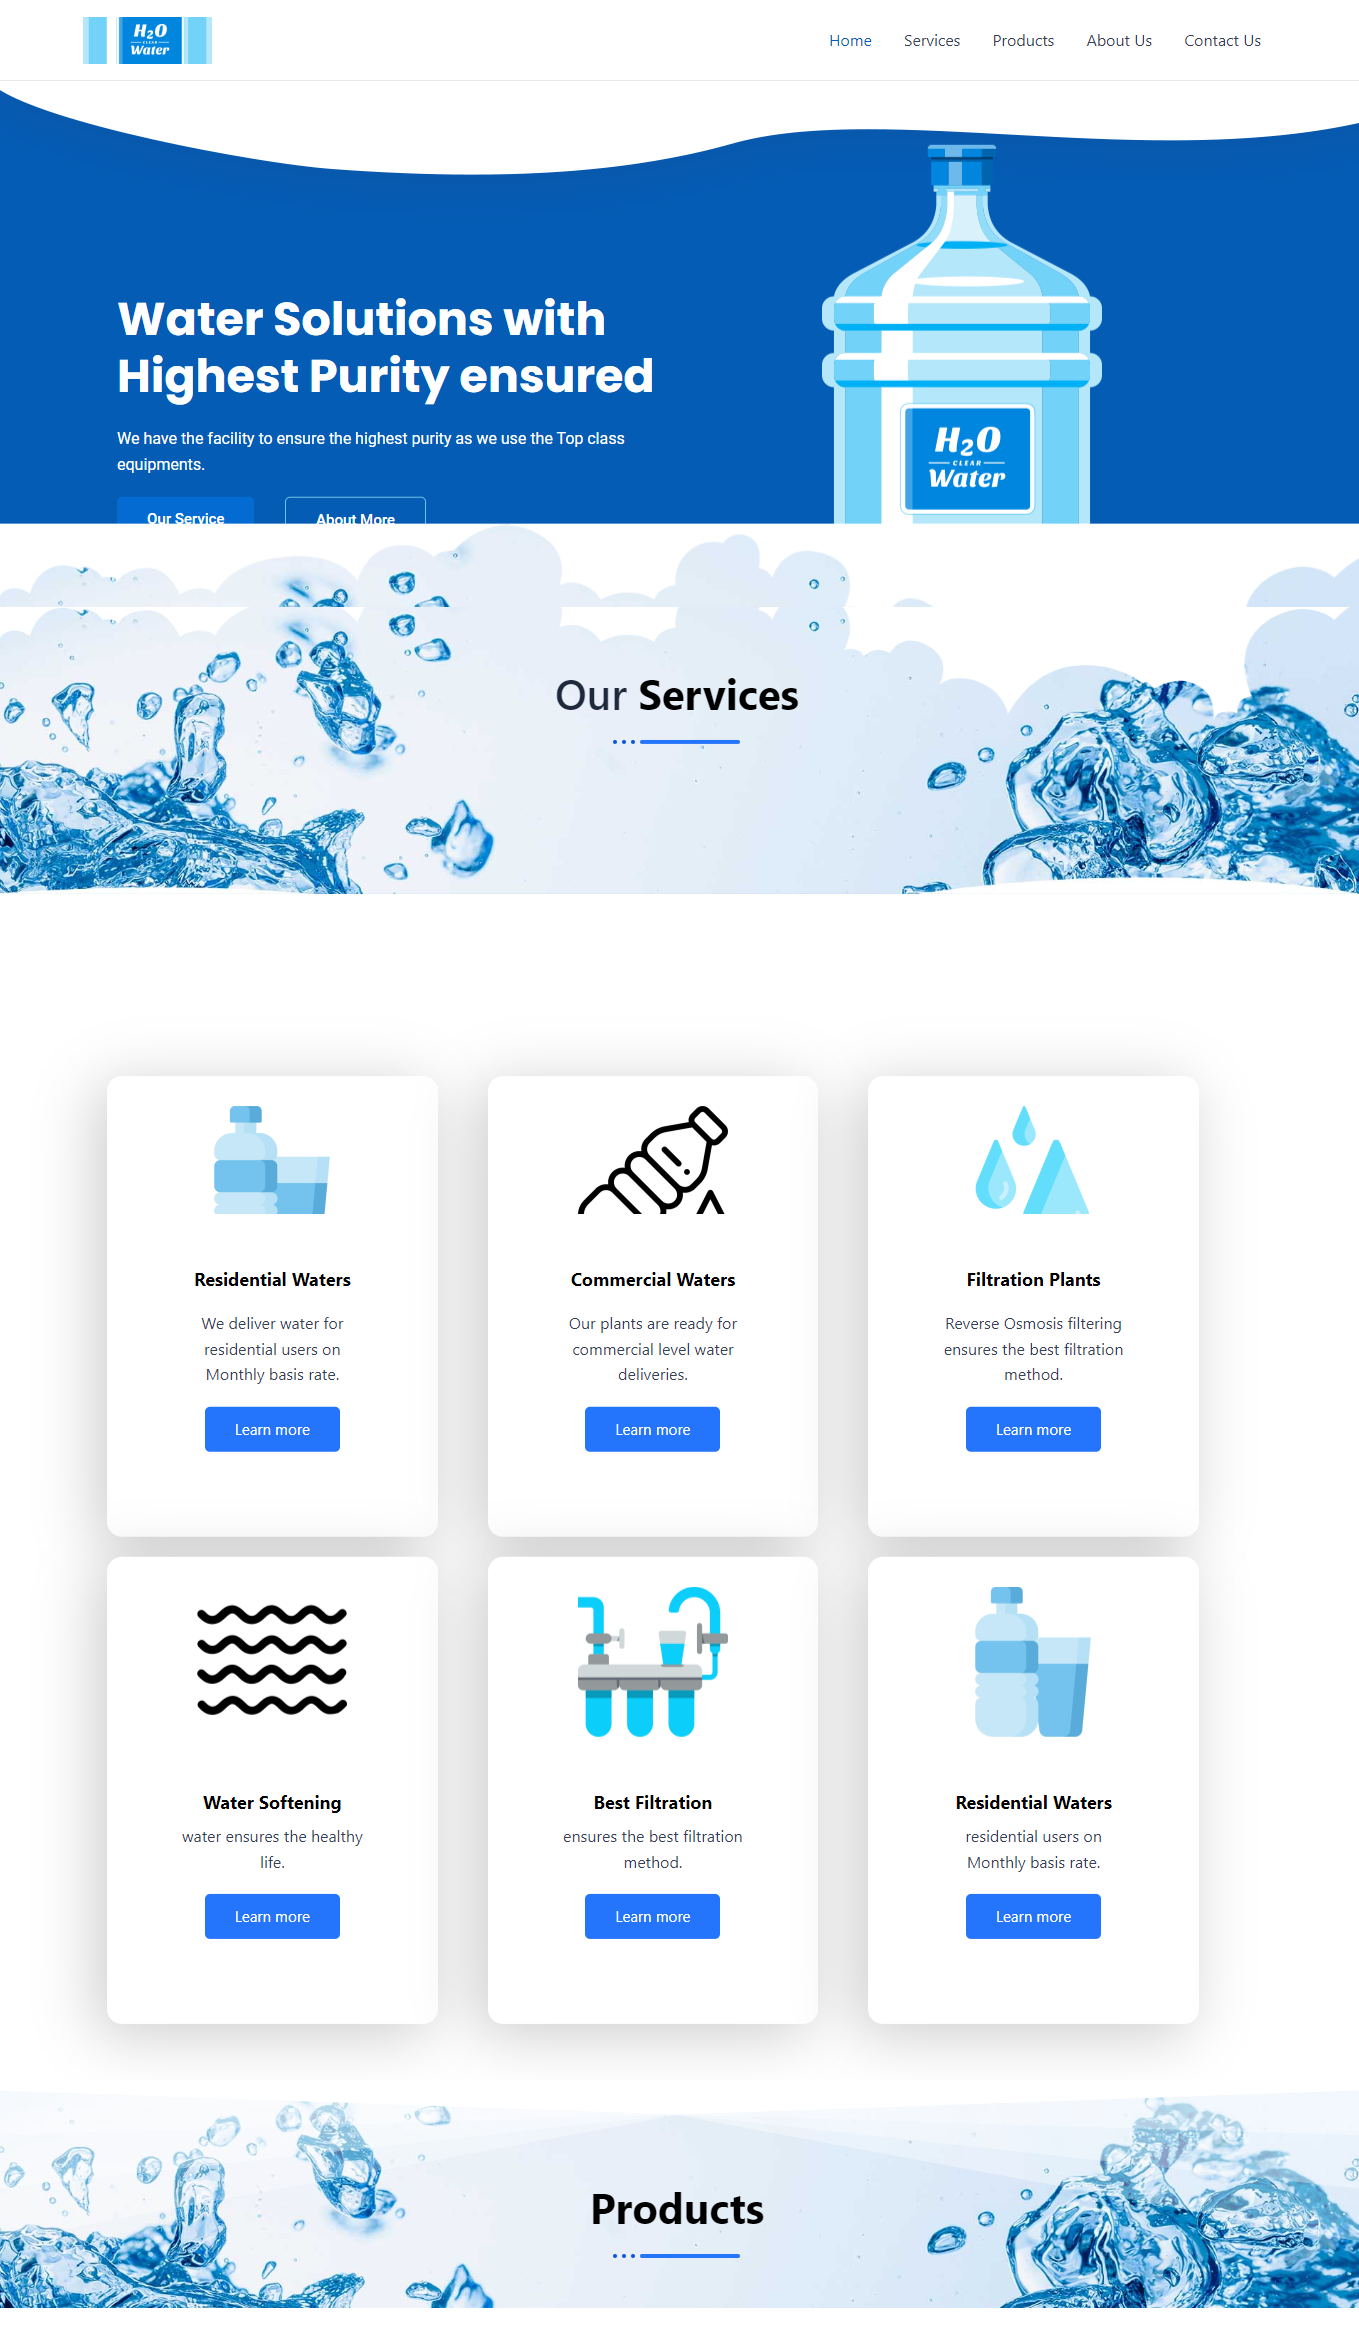 H2O
CLEAR
Water
Home Services Products About Us Contact Us
Water Solutions with
Highest Purity ensured
We have the facility to ensure the highest purity as we use the Top class
equipments.
Our Service About More
H2O
CLEAR
Water
Our Services
Residential Waters
We deliver water for
residential users on
Monthly basis rate.
Learn more
Commercial Waters
Our plants are ready for
commercial level water
deliveries.
Learn more
Filtration Plants
Reverse Osmosis filtering
ensures the best filtration
method.
Learn more
Water Softening
water ensures the healthy
life.
Learn more
Best Filtration
ensures the best filtration
method.
Learn more
Residential Waters
residential users on
Monthly basis rate.
Learn more
Products